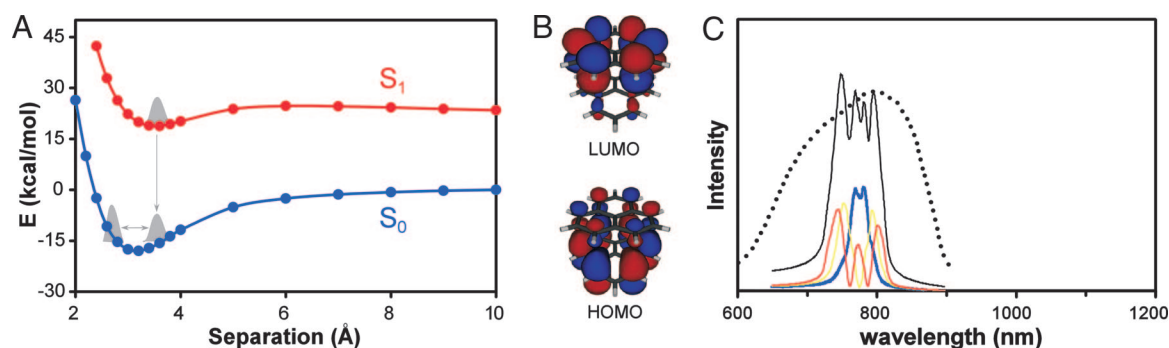 A
45
30
15
0
-15
-30
E (kcal/mol)
S1
S0
2
4
6
8
10
Separation (Å)
B
LUMO
HOMO
C
Intensity
600
800
1000
1200
wavelength (nm)